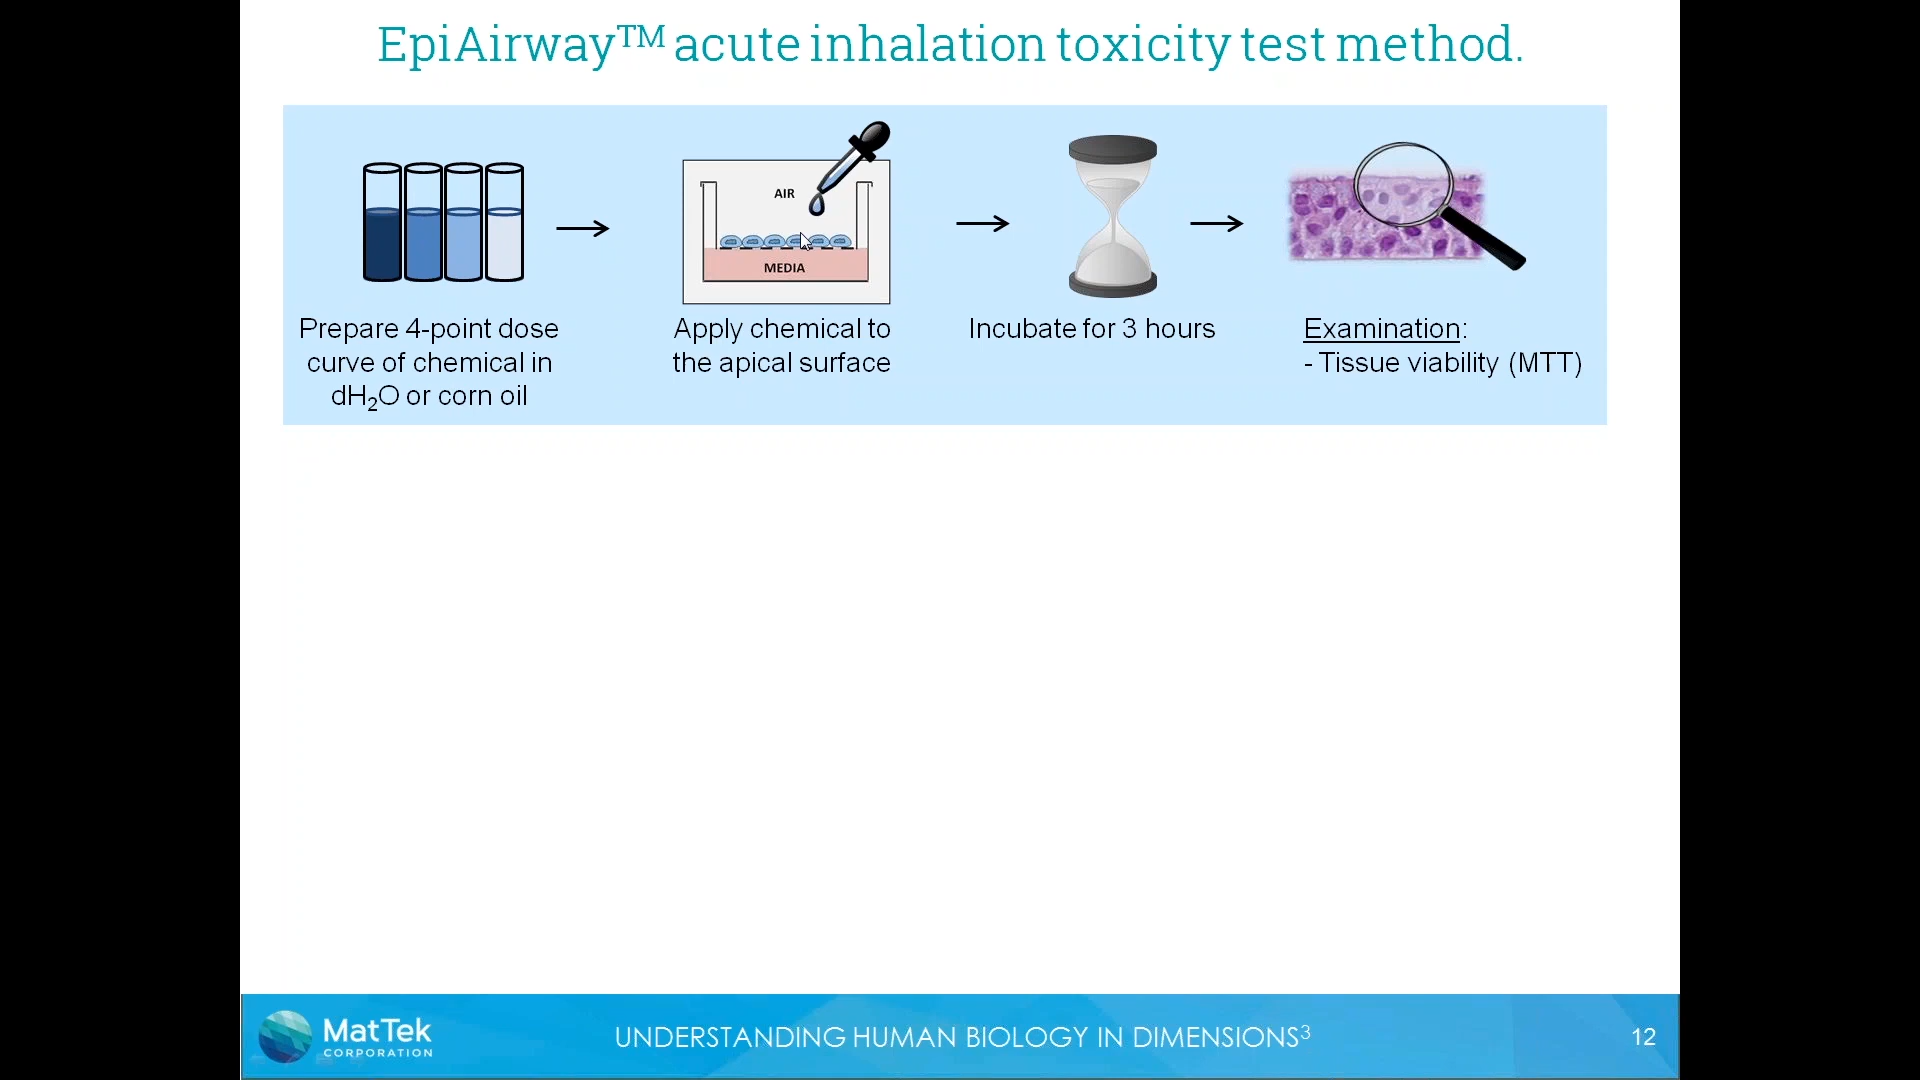 EpiAirway™ acute inhalation toxicity test method.
AIR
MEDIA
Prepare 4-point dose
curve of chemical in
dH₂O or corn oil
Apply chemical to
the apical surface
Incubate for 3 hours
Examination:
- Tissue viability (MTT)
MatTek
CORPORATION
UNDERSTANDING HUMAN BIOLOGY IN DIMENSIONS³
12